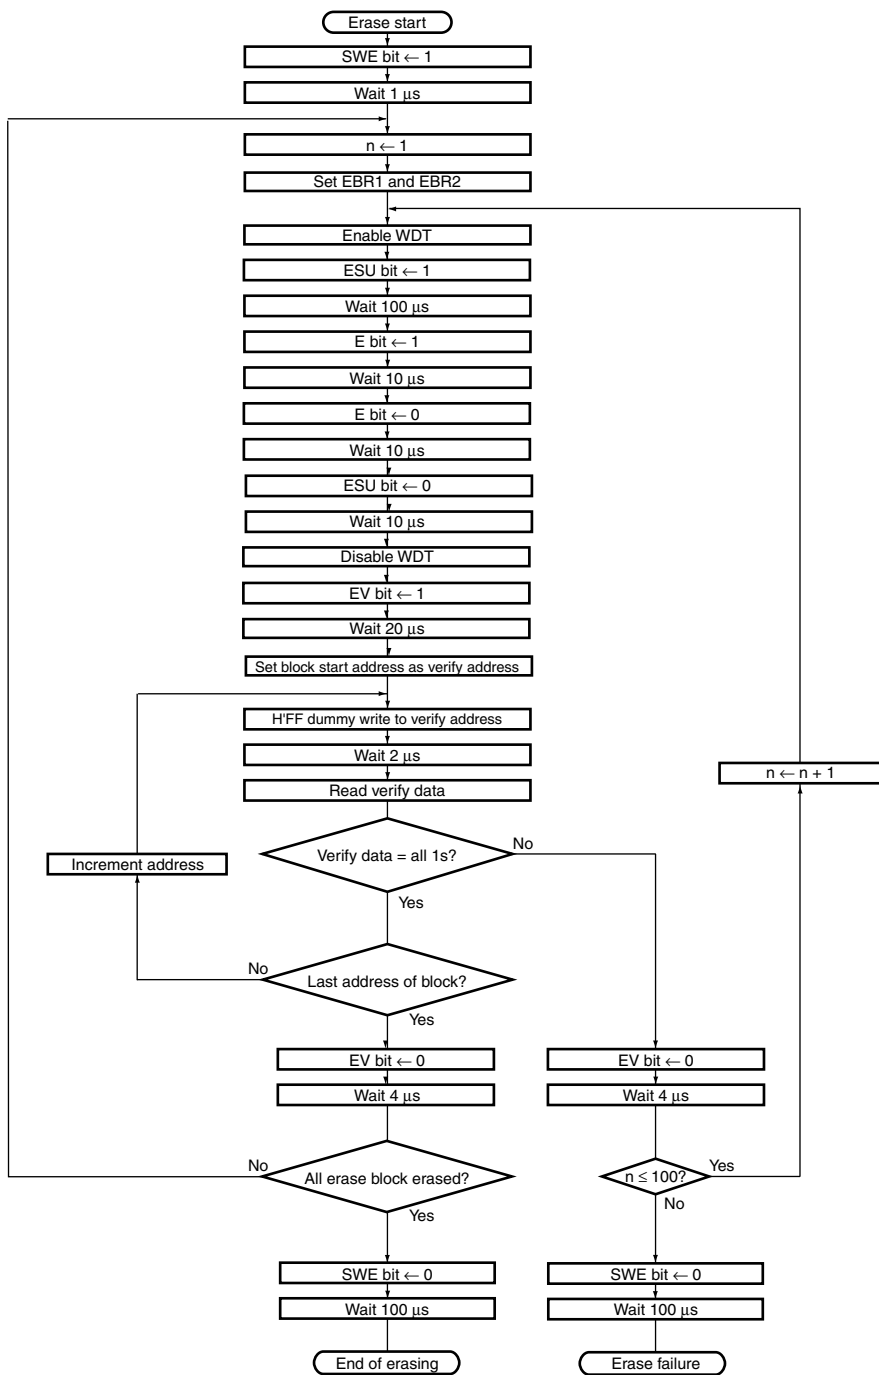 Erase start
SWE bit ← 1
Wait 1 μs
n ← 1
Set EBR1 and EBR2
Enable WDT
ESU bit ← 1
Wait 100 μs
E bit ← 1
Wait 10 μs
E bit ← 0
Wait 10 μs
ESU bit ← 0
Wait 10 μs
Disable WDT
EV bit ← 1
Wait 20 μs
Set block start address as verify address
H'FF dummy write to verify address
Wait 2 μs
n ← n + 1
Read verify data
No
Verify data = all 1s?
Increment address
Yes
No
Last address of block?
Yes
EV bit ← 0
EV bit ← 0
Wait 4 μs
Wait 4 μs
No
All erase block erased?
n ≤ 100?
Yes
No
Yes
SWE bit ← 0
SWE bit ← 0
Wait 100 μs
Wait 100 μs
End of erasing
Erase failure